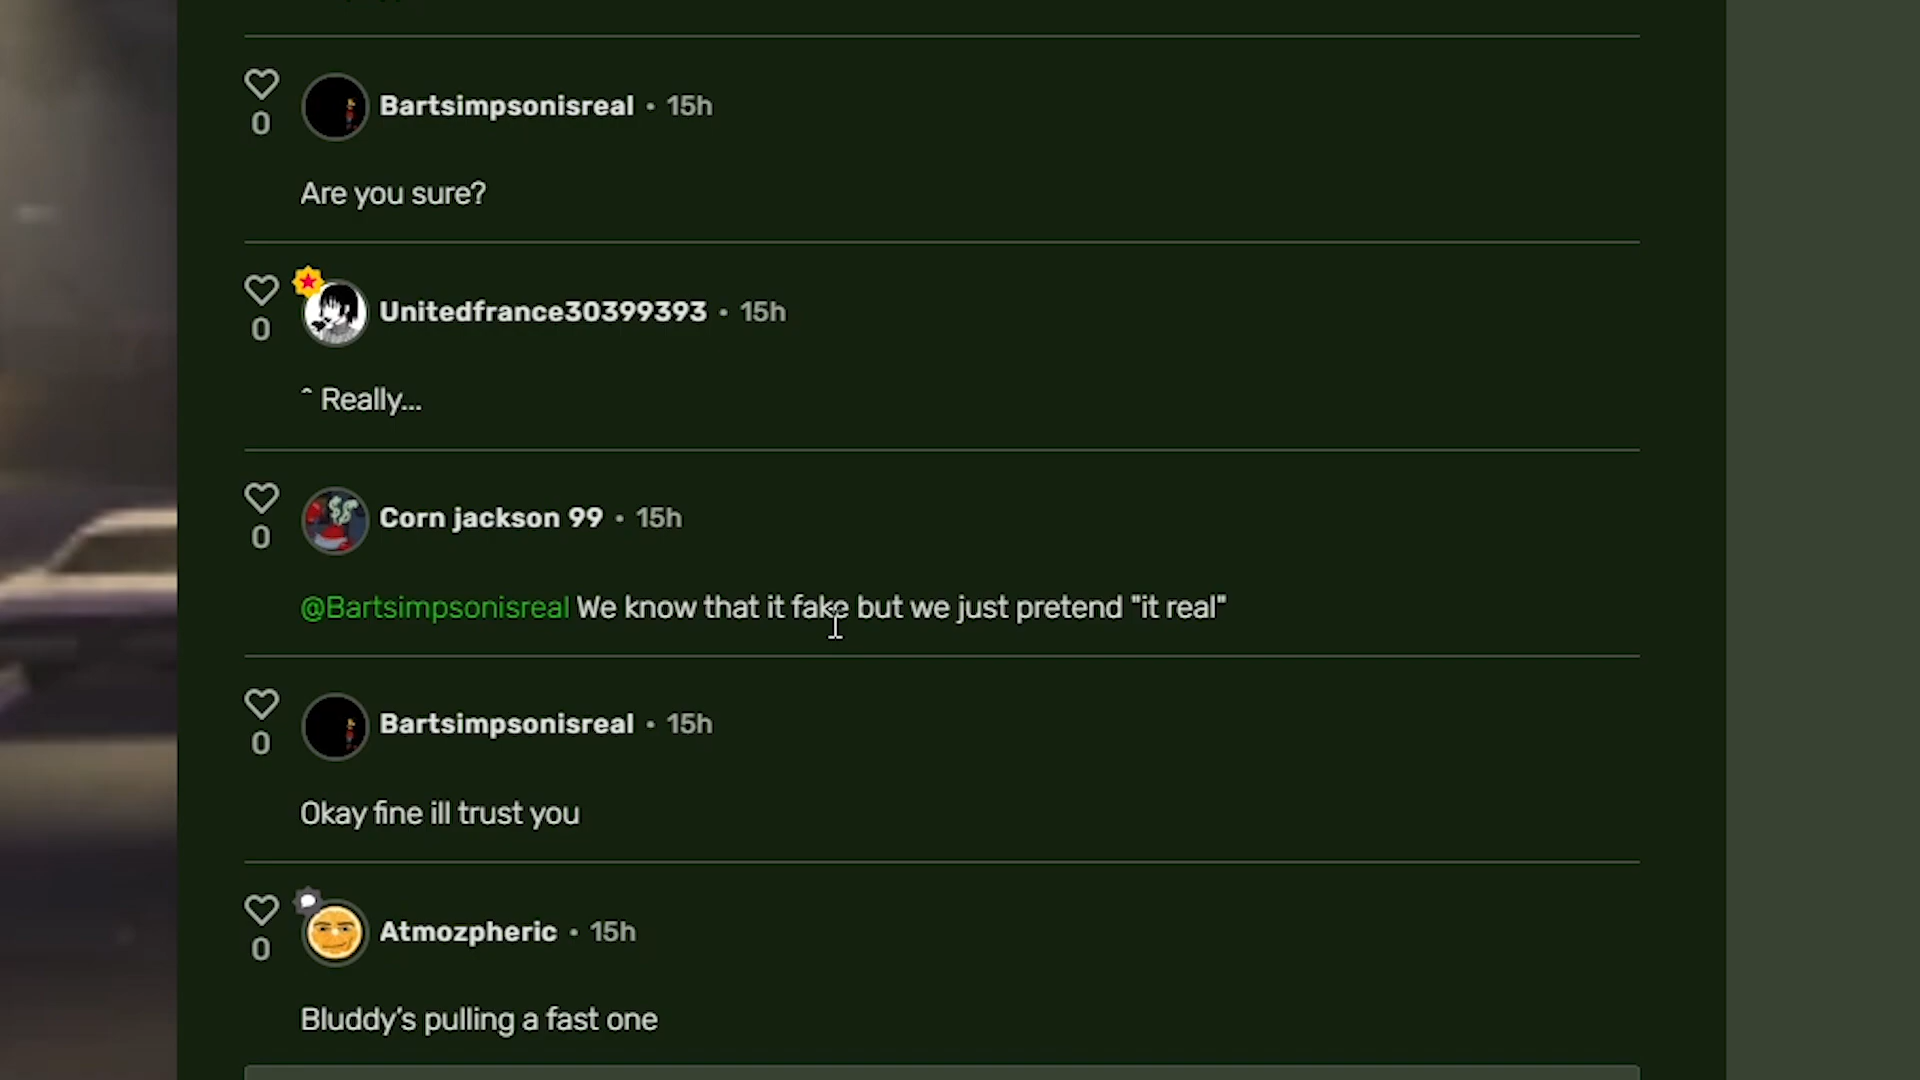 0
Bartsimpsonisreal • 15h
Are you sure?
0
Unitedfrance30399393 • 15h
^ Really...
0
Corn jackson 99 • 15h
@Bartsimpsonisreal We know that it fake but we just pretend "it real"
0
Bartsimpsonisreal • 15h
Okay fine ill trust you
0
Atmozpheric • 15h
Bluddy’s pulling a fast one